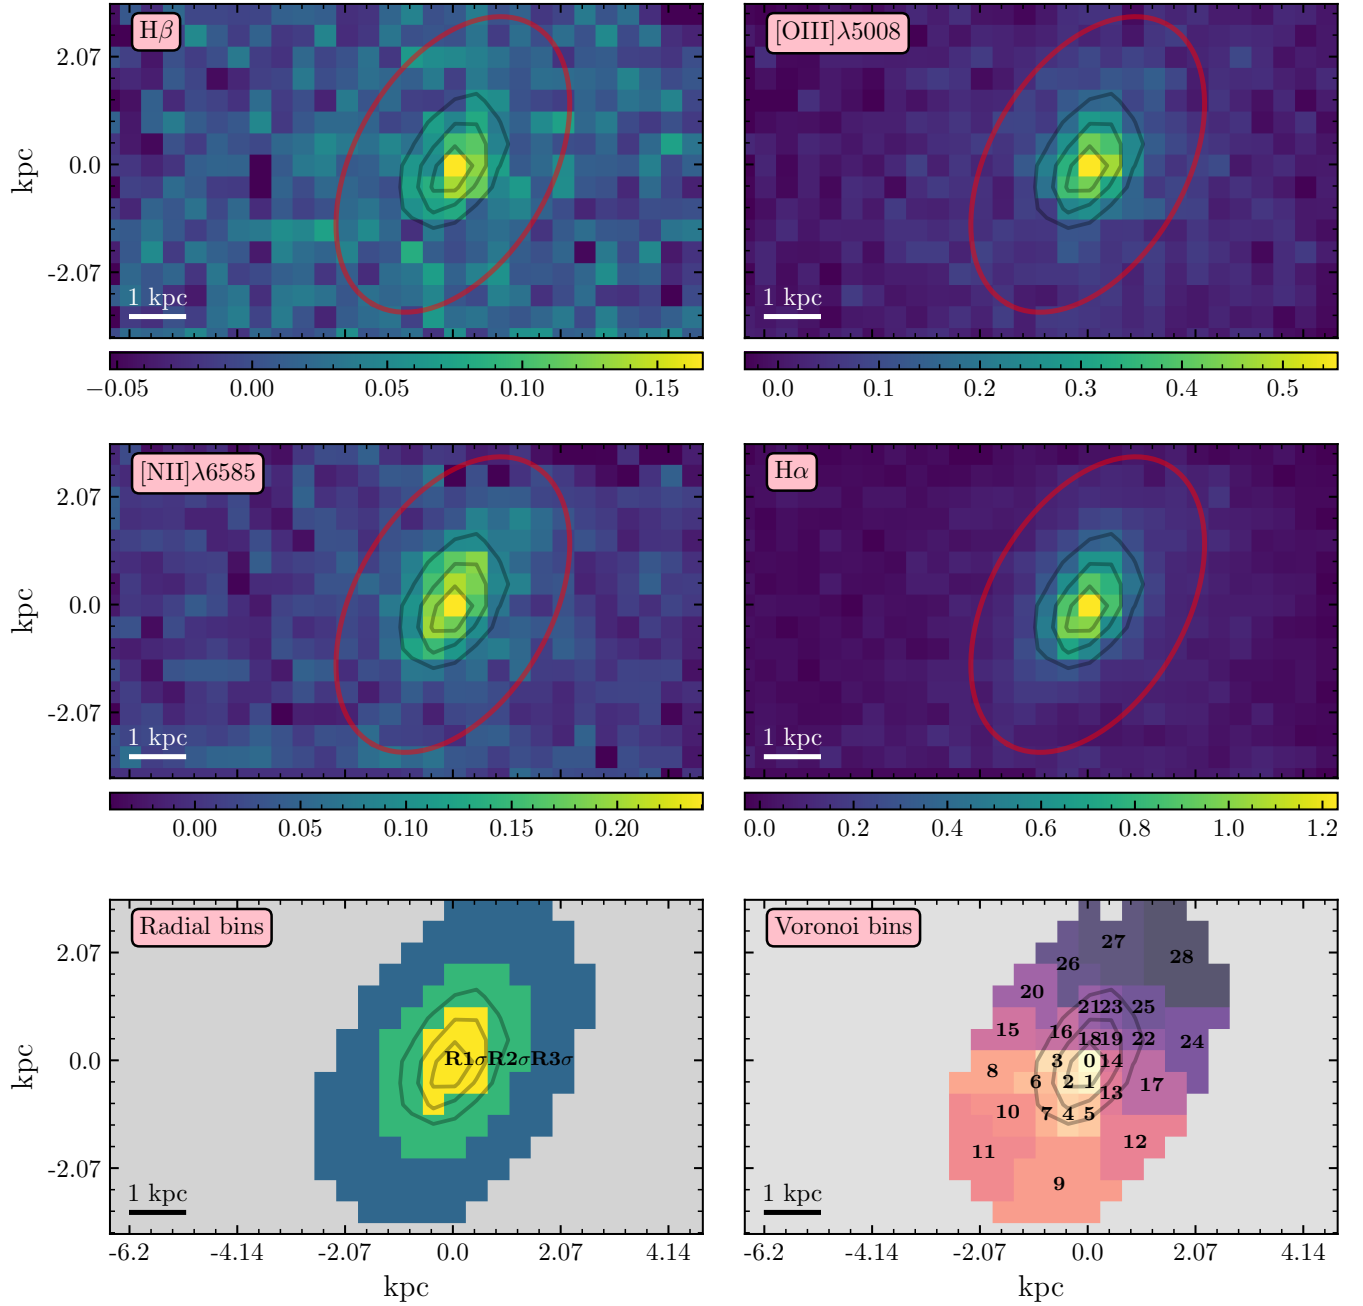 Hβ
[OIII]λ5008
2.07
0.0
-2.07
kpc
1 kpc
1 kpc
−0.05 0.00 0.05 0.10 0.15
0.0 0.1 0.2 0.3 0.4 0.5
[NII]λ6585
Hα
2.07
0.0
-2.07
kpc
1 kpc
1 kpc
0.00 0.05 0.10 0.15 0.20
0.0 0.2 0.4 0.6 0.8 1.0 1.2
Radial bins
2.07
0.0
-2.07
kpc
R1σ R2σ R3σ
1 kpc
-6.2 -4.14 -2.07 0.0 2.07 4.14
kpc
Voronoi bins
27
26 28
20
21 23 25
15 16
18 19 22 24
3 0 14
8
6 2 1 17
13
10 7 4 5
12
11
9
1 kpc
-6.2 -4.14 -2.07 0.0 2.07 4.14
kpc